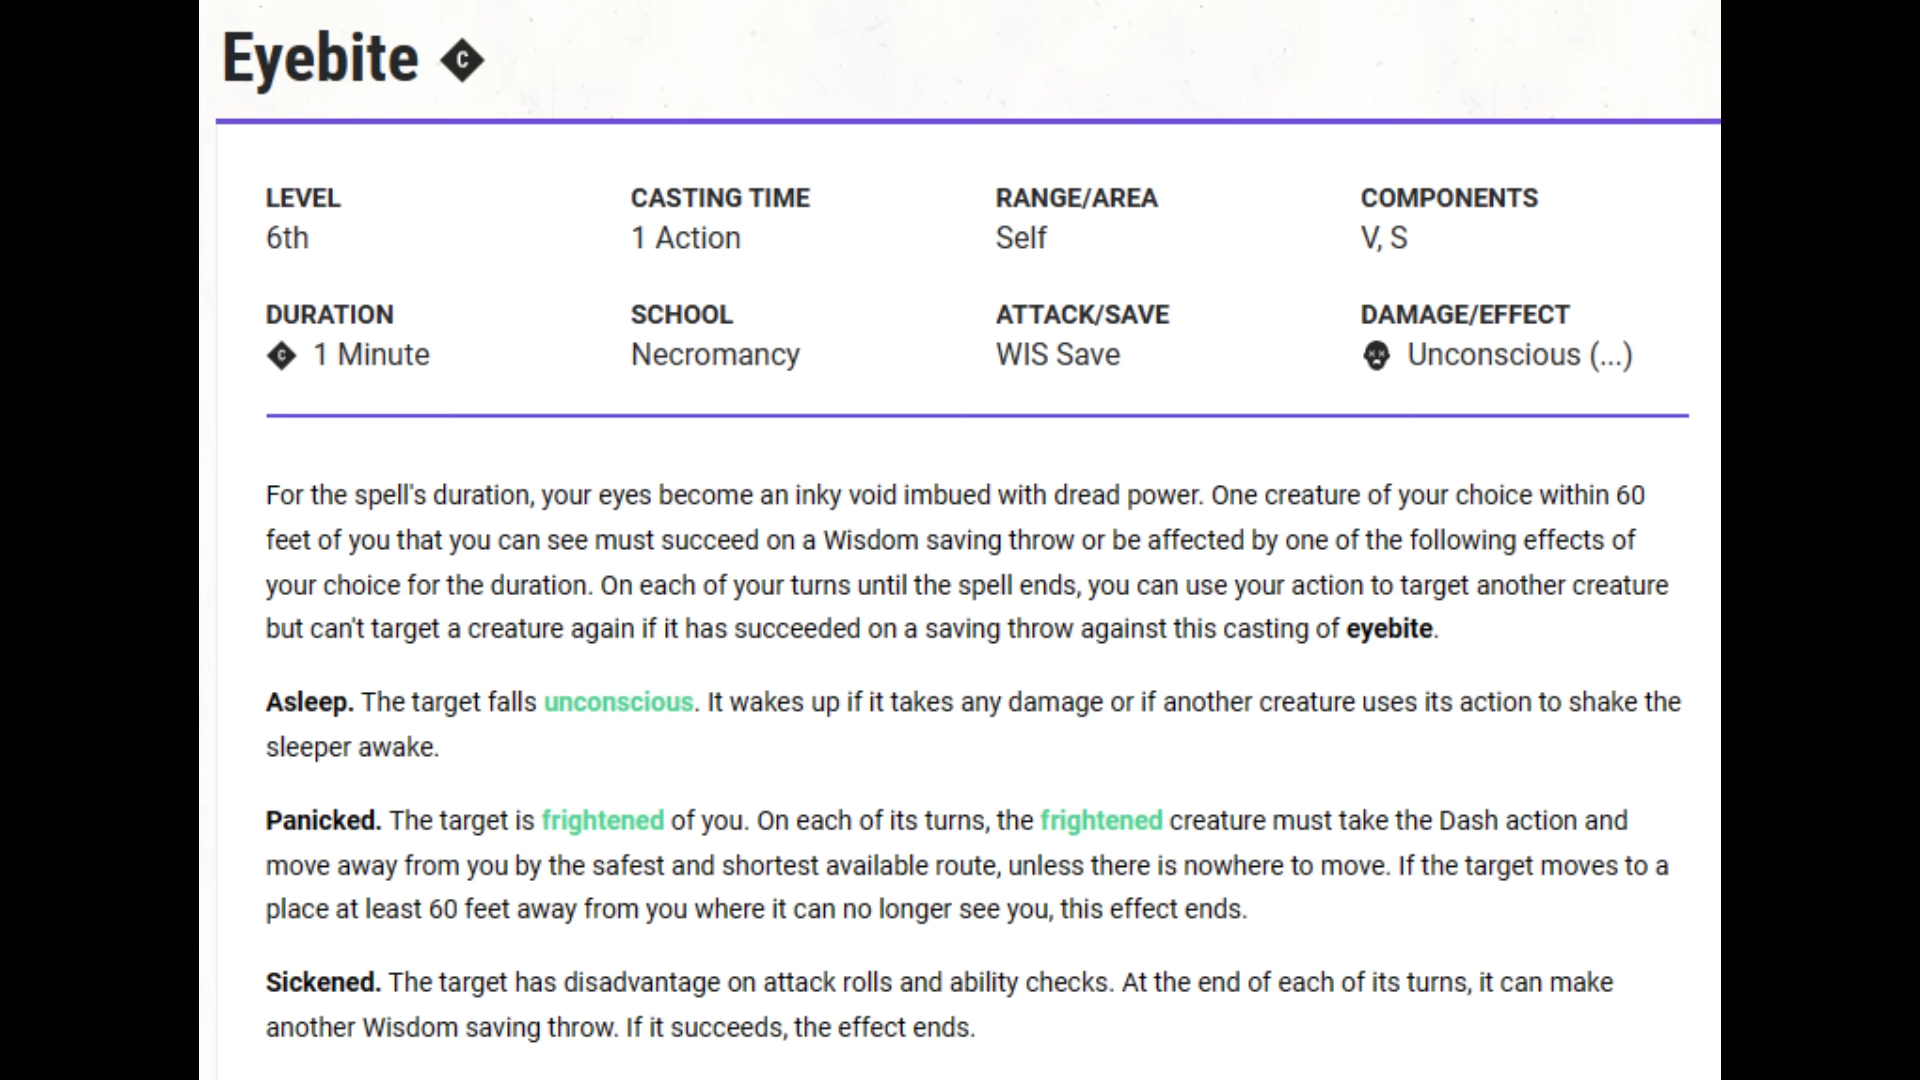 Eyebite C
LEVEL CASTING TIME RANGE/AREA COMPONENTS
6th 1 Action Self V, S
DURATION SCHOOL ATTACK/SAVE DAMAGE/EFFECT
C 1 Minute Necromancy WIS Save Unconscious (...)
For the spell's duration, your eyes become an inky void imbued with dread power. One creature of your choice within 60
feet of you that you can see must succeed on a Wisdom saving throw or be affected by one of the following effects of
your choice for the duration. On each of your turns until the spell ends, you can use your action to target another creature
but can't target a creature again if it has succeeded on a saving throw against this casting of eyebite.
Asleep. The target falls unconscious. It wakes up if it takes any damage or if another creature uses its action to shake the
sleeper awake.
Panicked. The target is frightened of you. On each of its turns, the frightened creature must take the Dash action and
move away from you by the safest and shortest available route, unless there is nowhere to move. If the target moves to a
place at least 60 feet away from you where it can no longer see you, this effect ends.
Sickened. The target has disadvantage on attack rolls and ability checks. At the end of each of its turns, it can make
another Wisdom saving throw. If it succeeds, the effect ends.